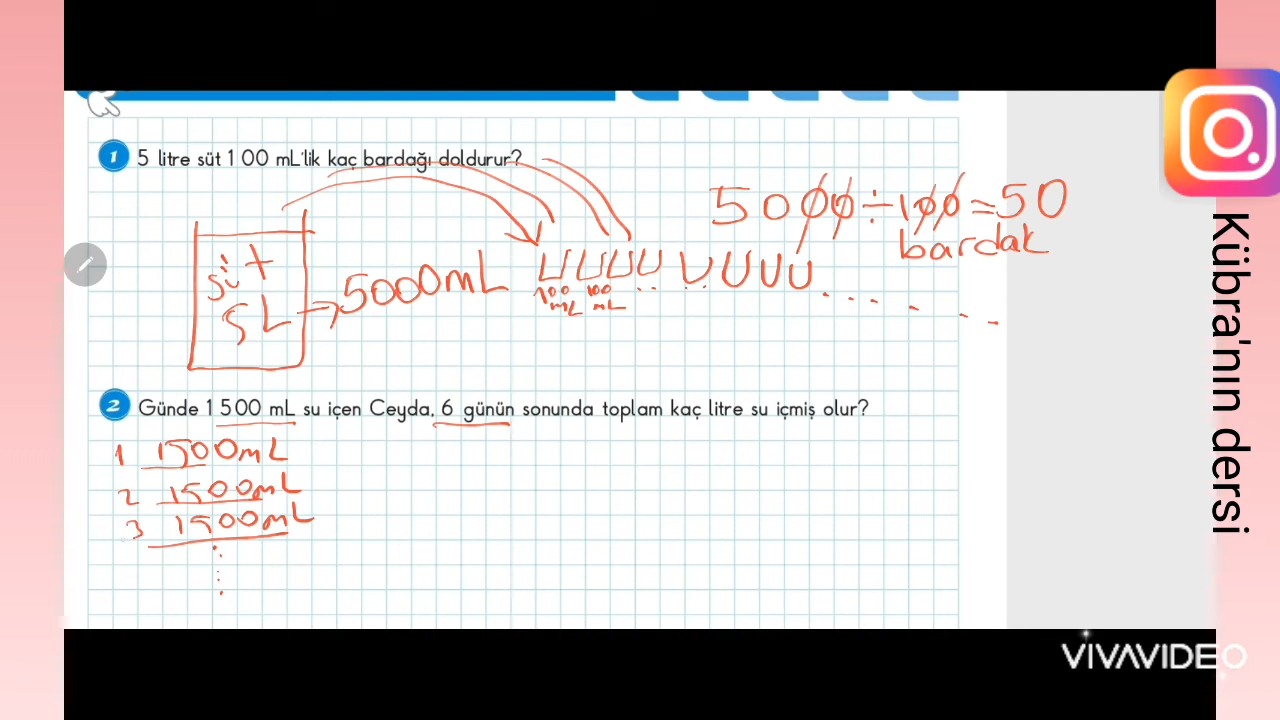 1 5 litre süt 100 mL'lik kaç bardağı doldurur?
5000÷100=50
bardak
süt
5L → 5000mL
100 mL 100 mL
2 Günde 1 500 mL su içen Ceyda, 6 günün sonunda toplam kaç litre su içmiş olur?
1 1500mL
2 1500mL
3 1500mL
Kübra'nın dersi
VIVAVIDEO